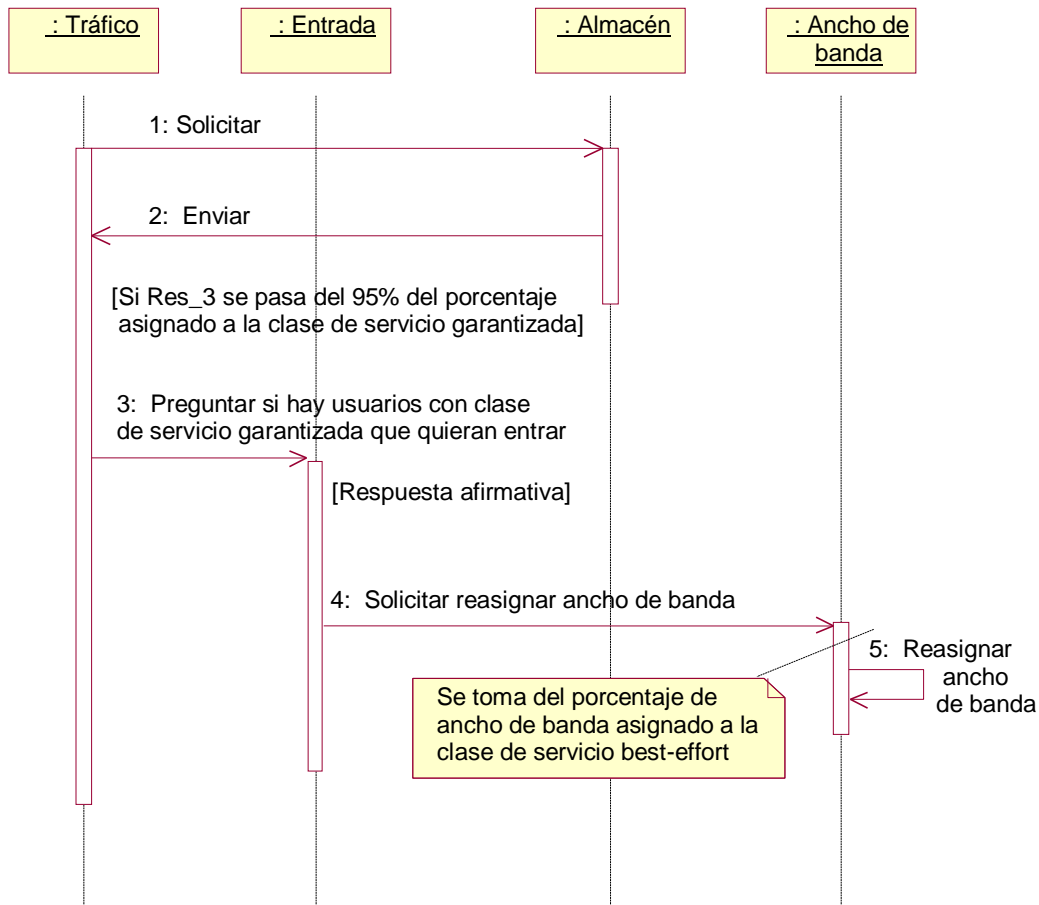 : Tráfico
: Entrada
: Almacén
: Ancho de
banda
1: Solicitar
2: Enviar
[Si Res_3 se pasa del 95% del porcentaje
asignado a la clase de servicio garantizada]
3: Preguntar si hay usuarios con clase
de servicio garantizada que quieran entrar
[Respuesta afirmativa]
4: Solicitar reasignar ancho de banda
5: Reasignar
ancho
de banda
Se toma del porcentaje de
ancho de banda asignado a la
clase de servicio best-effort